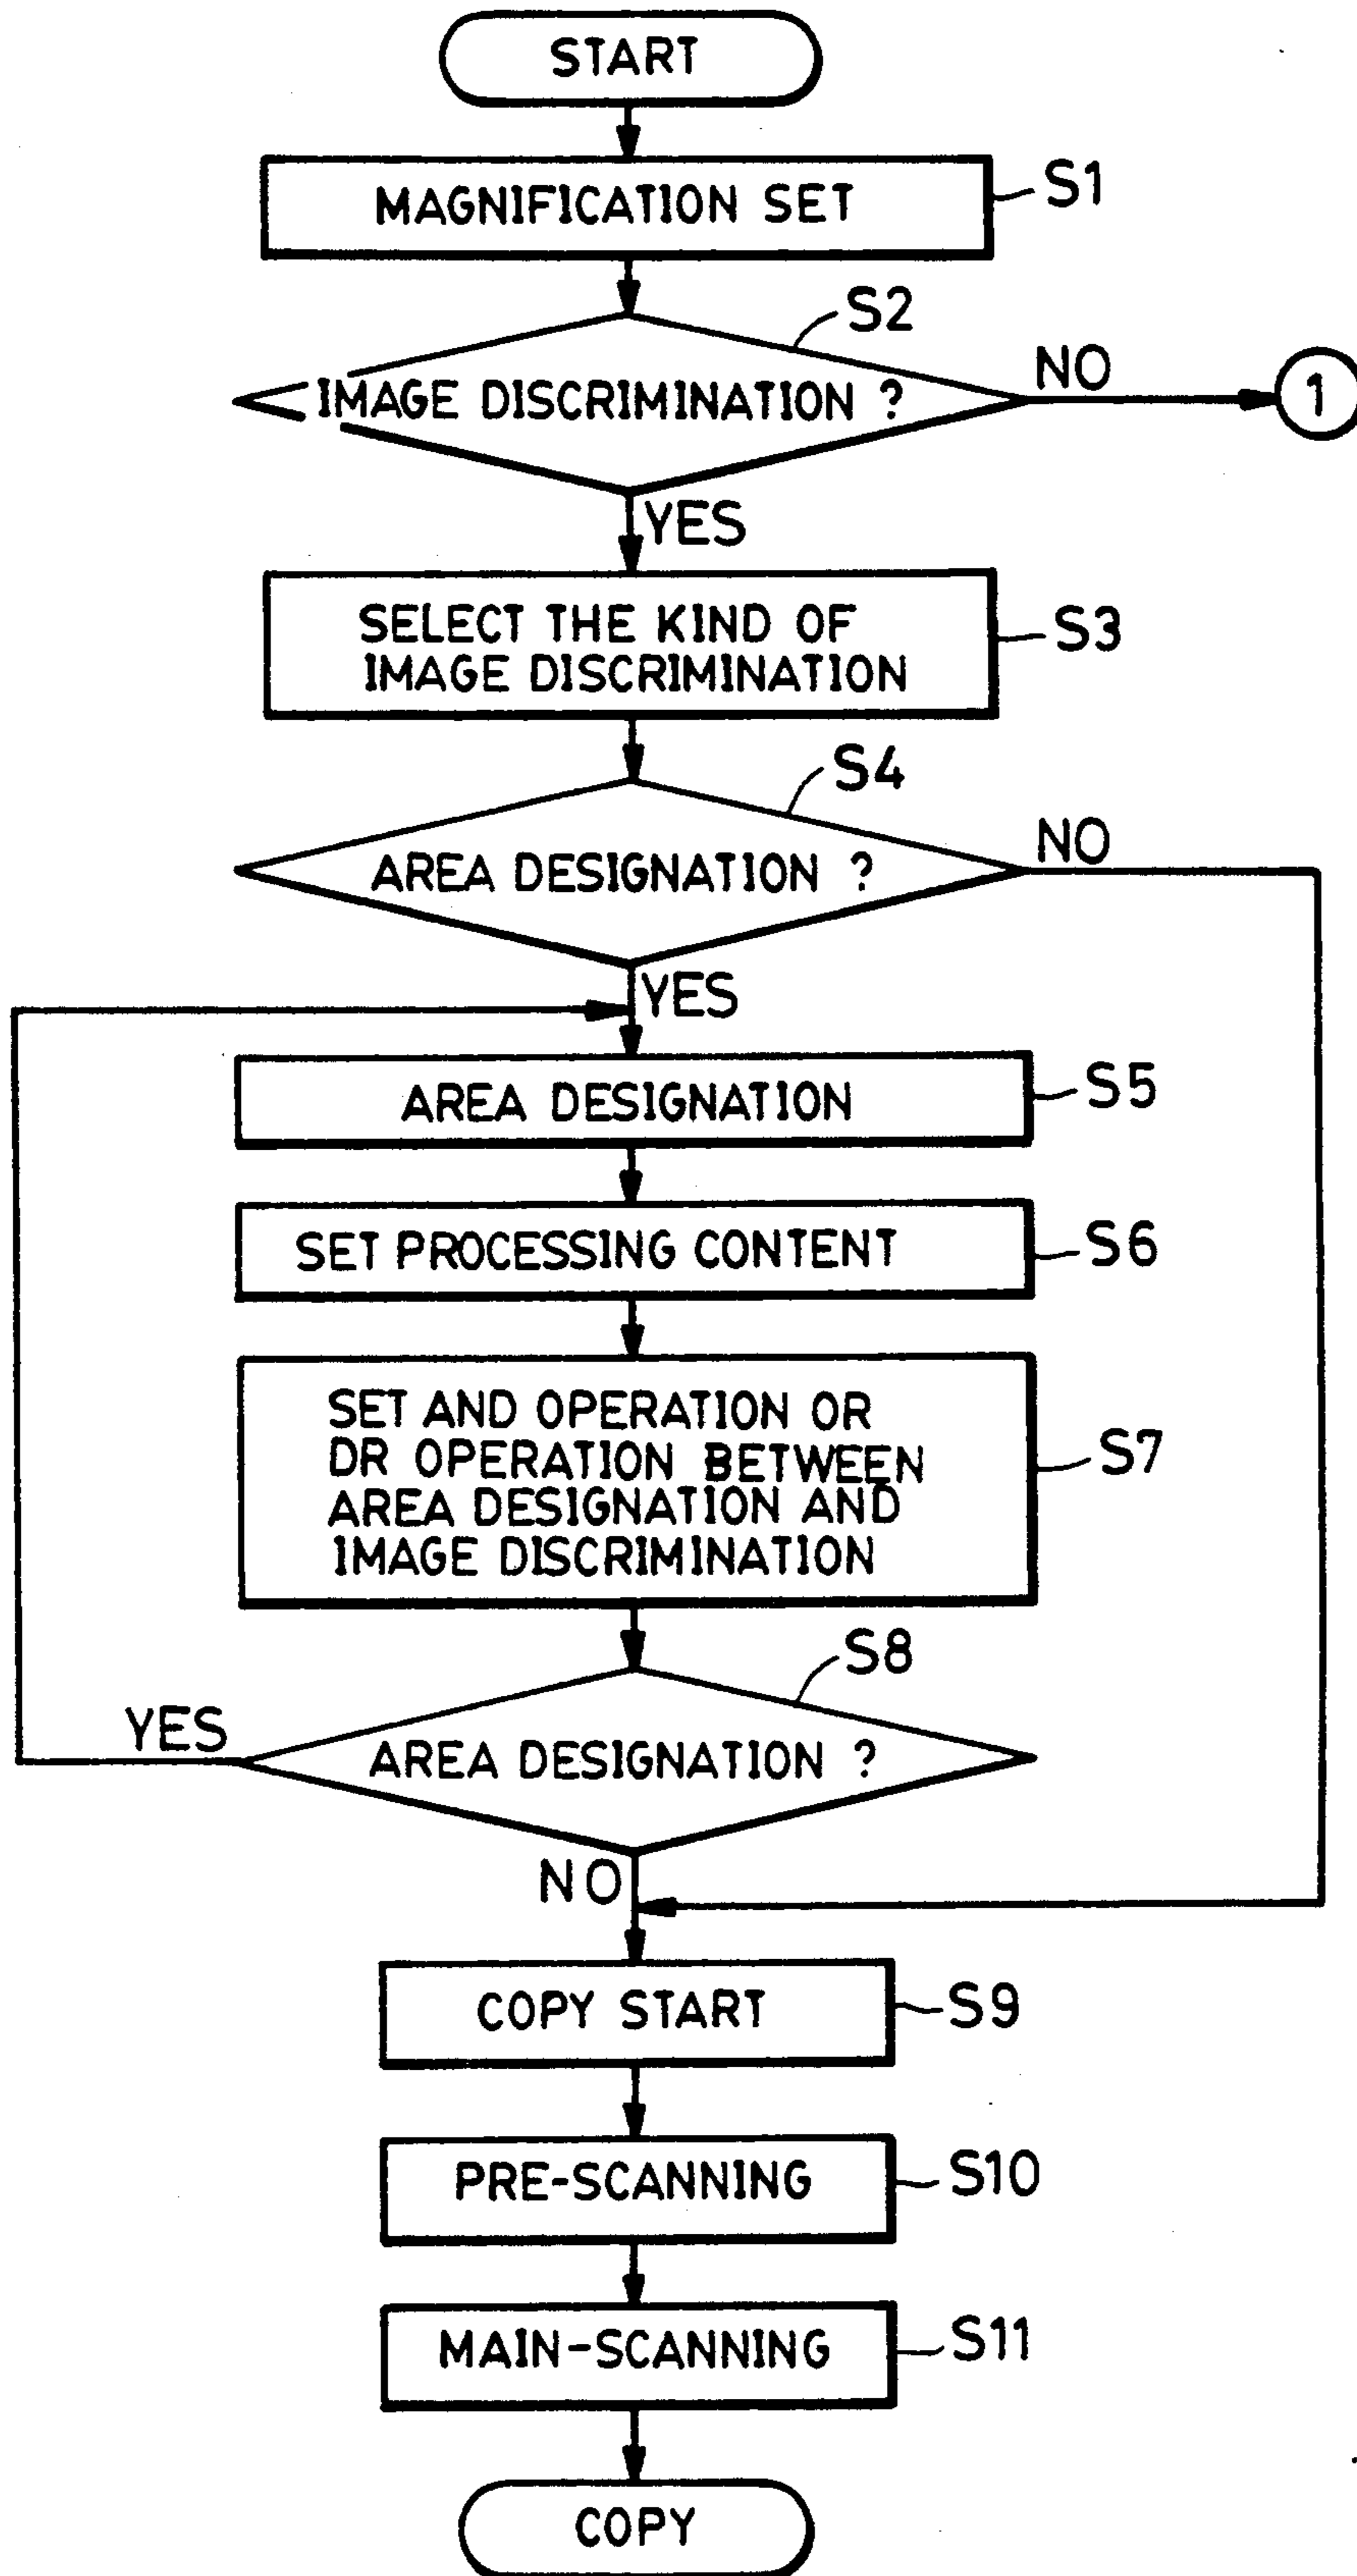 START
MAGNIFICATION SET
S1
S2
IMAGE DISCRIMINATION ?
NO
1
YES
SELECT THE KIND OF
IMAGE DISCRIMINATION
S3
S4
AREA DESIGNATION ?
NO
YES
AREA DESIGNATION
S5
SET PROCESSING CONTENT
S6
SET AND OPERATION OR
DR OPERATION BETWEEN
AREA DESIGNATION AND
IMAGE DISCRIMINATION
S7
S8
YES
AREA DESIGNATION ?
NO
COPY START
S9
PRE-SCANNING
S10
MAIN-SCANNING
S11
COPY